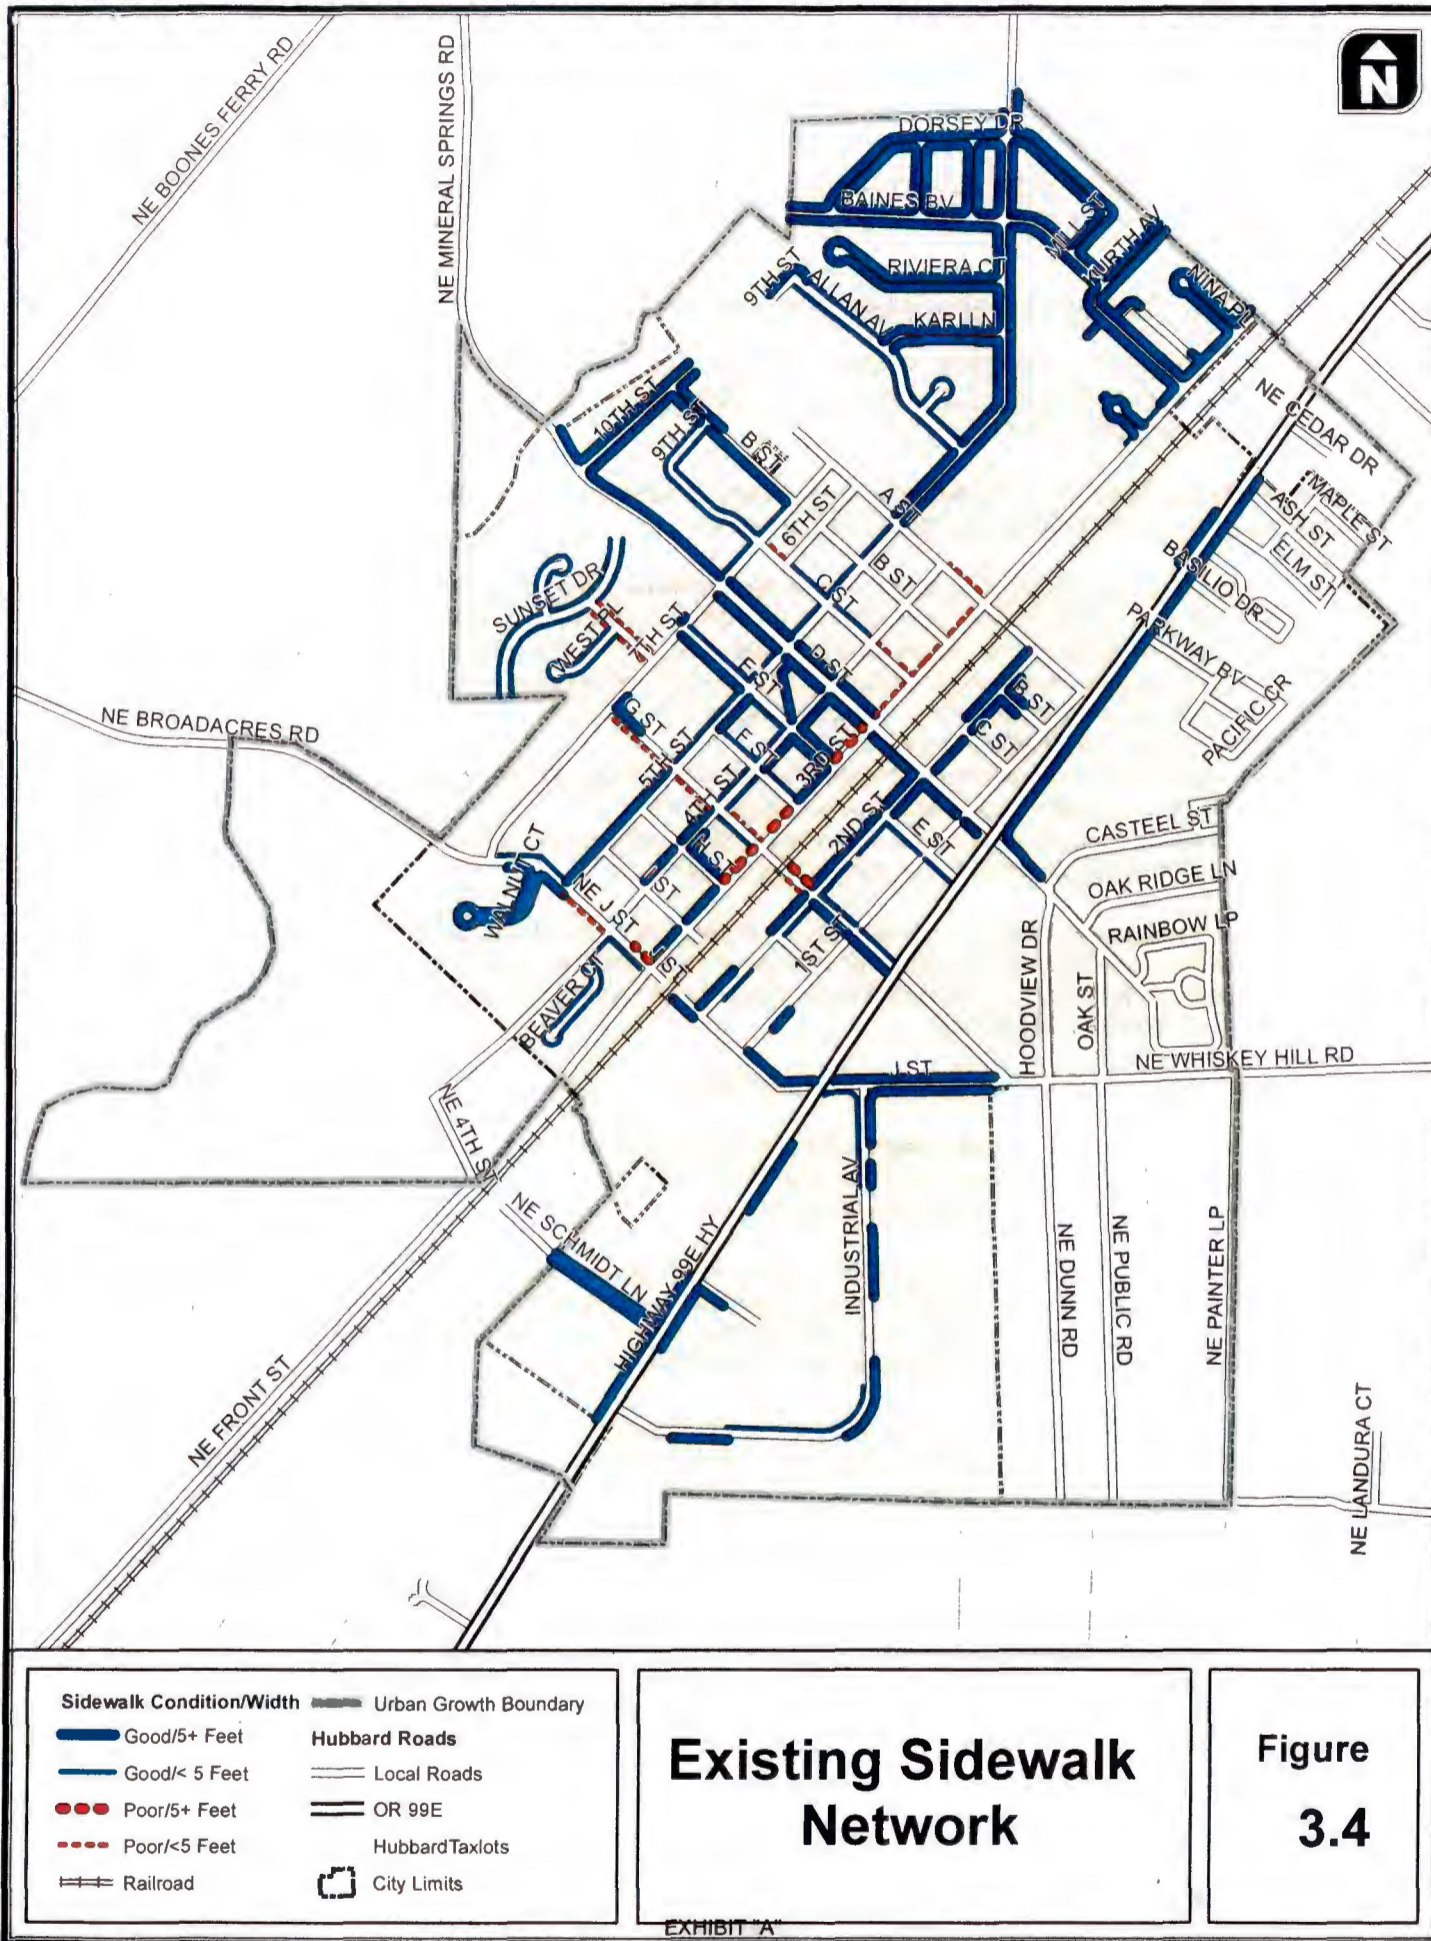 N
NE BOONES FERRY RD
NE MINERAL SPRINGS RD
DORSEY DR
BAINES BV
MILL ST
KURTH AV
NINA PL
RIVIERA CT
9TH ST
ALLAN AV
KARI LN
NE CEDAR DR
10TH ST
9TH ST
B ST
MAPLE ST
ASH ST
ELM ST
A ST
6TH ST
B ST
C ST
BASILIO DR
SUNSET DR
WEST PL
7TH ST
PARKWAY BV
D ST
E ST
B ST
PACIFIC CR
NE BROADACRES RD
G ST
C ST
F ST
5TH ST
3RD ST
4TH ST
2ND ST
E ST
CASTEEL ST
H ST
WALNUT CT
OAK RIDGE LN
NE J ST
I ST
RAINBOW LP
1ST ST
HOODVIEW DR
OAK ST
BEAVER CT
I ST
NE WHISKEY HILL RD
J ST
NE 4TH ST
INDUSTRIAL AV
NE SCHMIDT LN
HIGHWAY 99E HY
NE DUNN RD
NE PUBLIC RD
NE PAINTER LP
NE FRONT ST
NE LANDURA CT
Sidewalk Condition/Width
Good/5+ Feet
Good/< 5 Feet
Poor/5+ Feet
Poor/<5 Feet
Railroad
Urban Growth Boundary
Hubbard Roads
Local Roads
OR 99E
HubbardTaxlots
City Limits
Existing Sidewalk
Network
Figure
3.4
EXHIBIT "A"